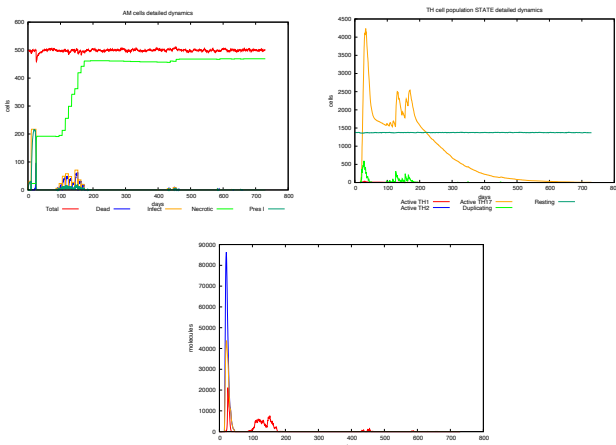 AM cells detailed dynamics
600
500
400
300
200
100
0
cells
0 100 200 300 400 500 600 700 800
days
Total Dead Infect Necrotic Pres I
TH cell population STATE detailed dynamics
4500
4000
3500
3000
2500
2000
1500
1000
500
0
cells
0 100 200 300 400 500 600 700 800
days
Active TH1 Active TH17 Resting
Active TH2 Duplicating
90000
80000
70000
60000
50000
40000
30000
20000
10000
0
molecules
0 100 200 300 400 500 600 700 800